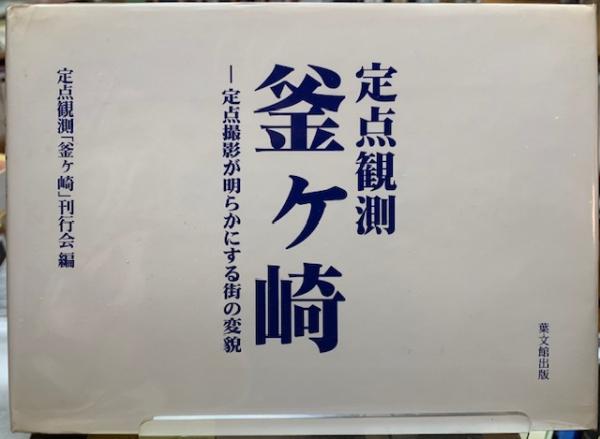 定点観測
釜ヶ崎
―定点撮影が明らかにする街の変貌
定点観測「釜ヶ崎」刊行会 編
葉文館出版